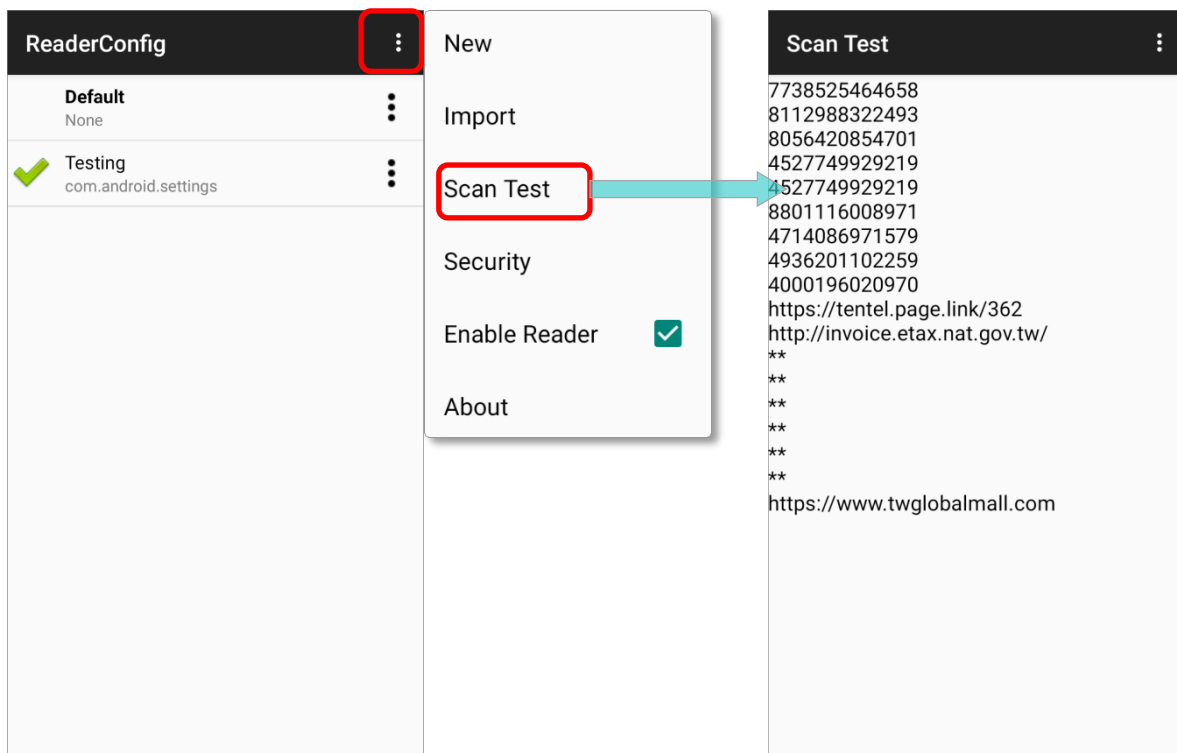 ReaderConfig
Default
None
Testing
com.android.settings
New
Import
Scan Test
Security
Enable Reader
About
Scan Test
7738525464658
8112988322493
8056420854701
4527749929219
4527749929219
8801116008971
4714086971579
4936201102259
4000196020970
https://tentel.page.link/362
http://invoice.etax.nat.gov.tw/
**
**
**
**
**
**
https://www.twglobalmall.com